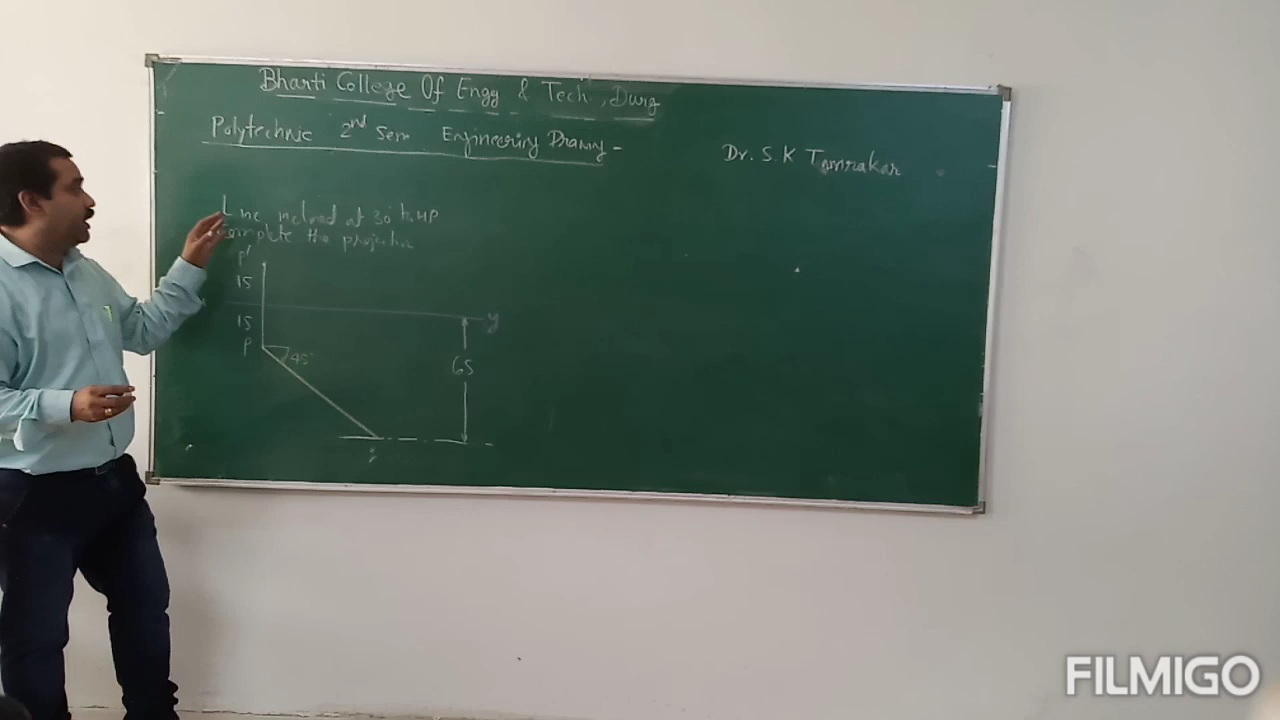 Bharti College Of Engg & Tech., Durg
Polytechnic 2nd Sem Engineering Drawing -
Dr. S. K Tamrakar
Line inclined at 30° to HP
Complete the projection
P'
15
y
15
P
45°
65
FILMIGO